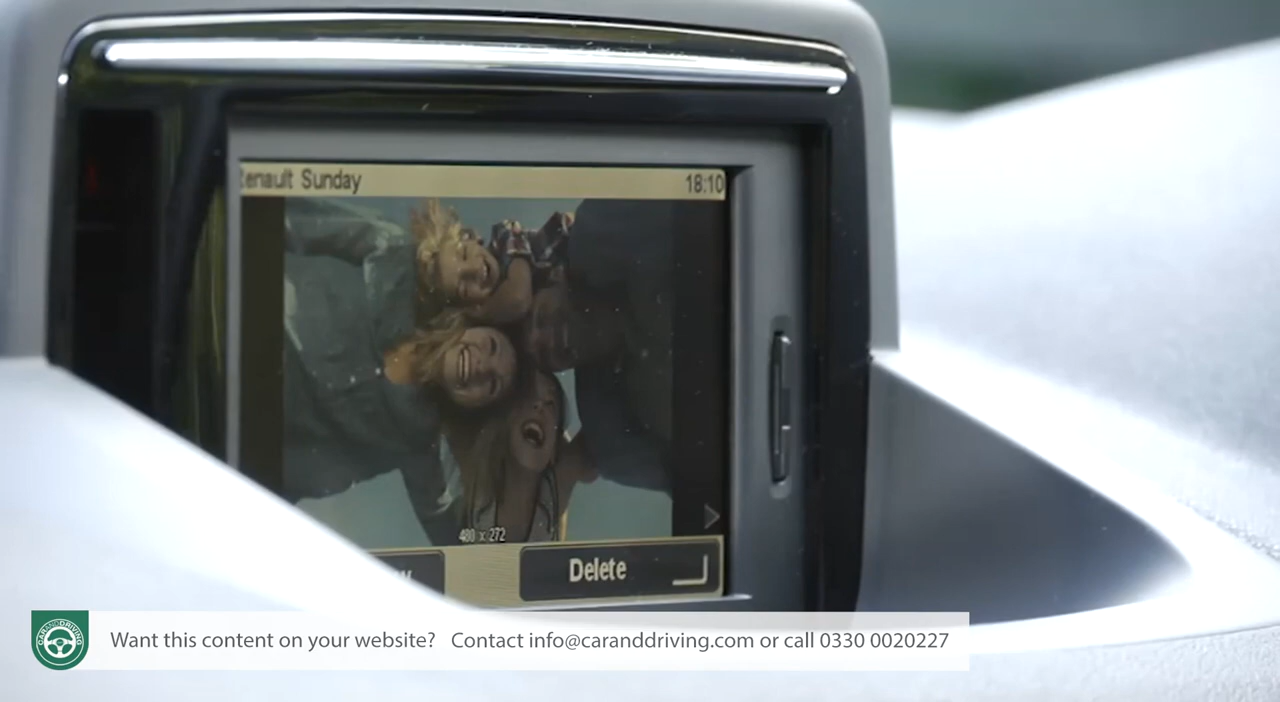 enault Sunday
18:10
480 x 272
Delete
CARANDDRIVING
Want this content on your website? Contact info@caranddriving.com or call 0330 0020227